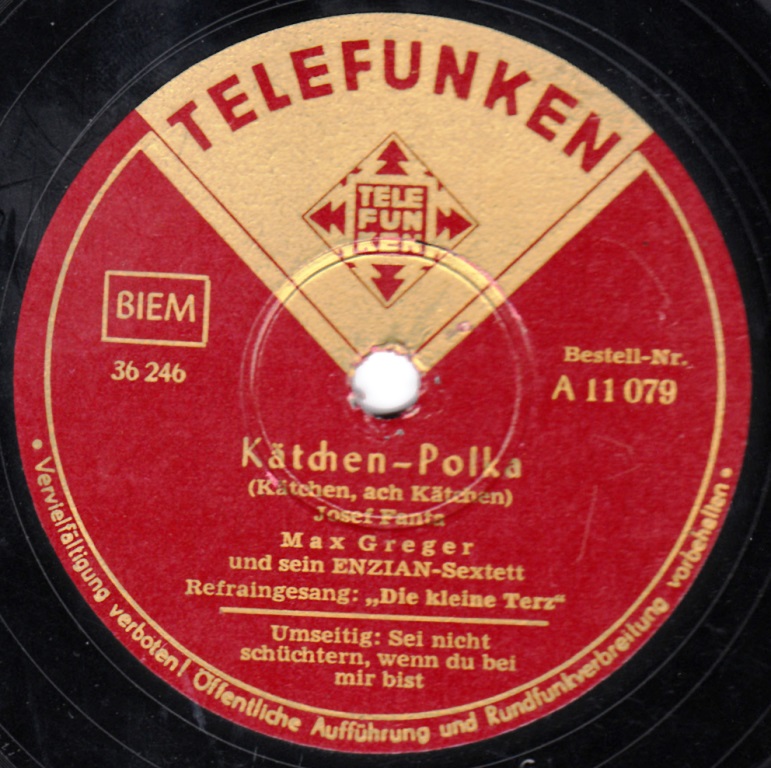 TELEFUNKEN
TELE
FUN
KEN
BIEM
36 246
Bestell-Nr.
A 11 079
Kätchen-Polka
(Kätchen, ach Kätchen)
Josef Fanta
Max Greger
und sein ENZIAN-Sextett
Refraingesang: „Die kleine Terz“
Umseitig: Sei nicht
schüchtern, wenn du bei
mir bist
• Vervielfältigung verboten! Öffentliche Aufführung und Rundfunkverbreitung vorbehalten •